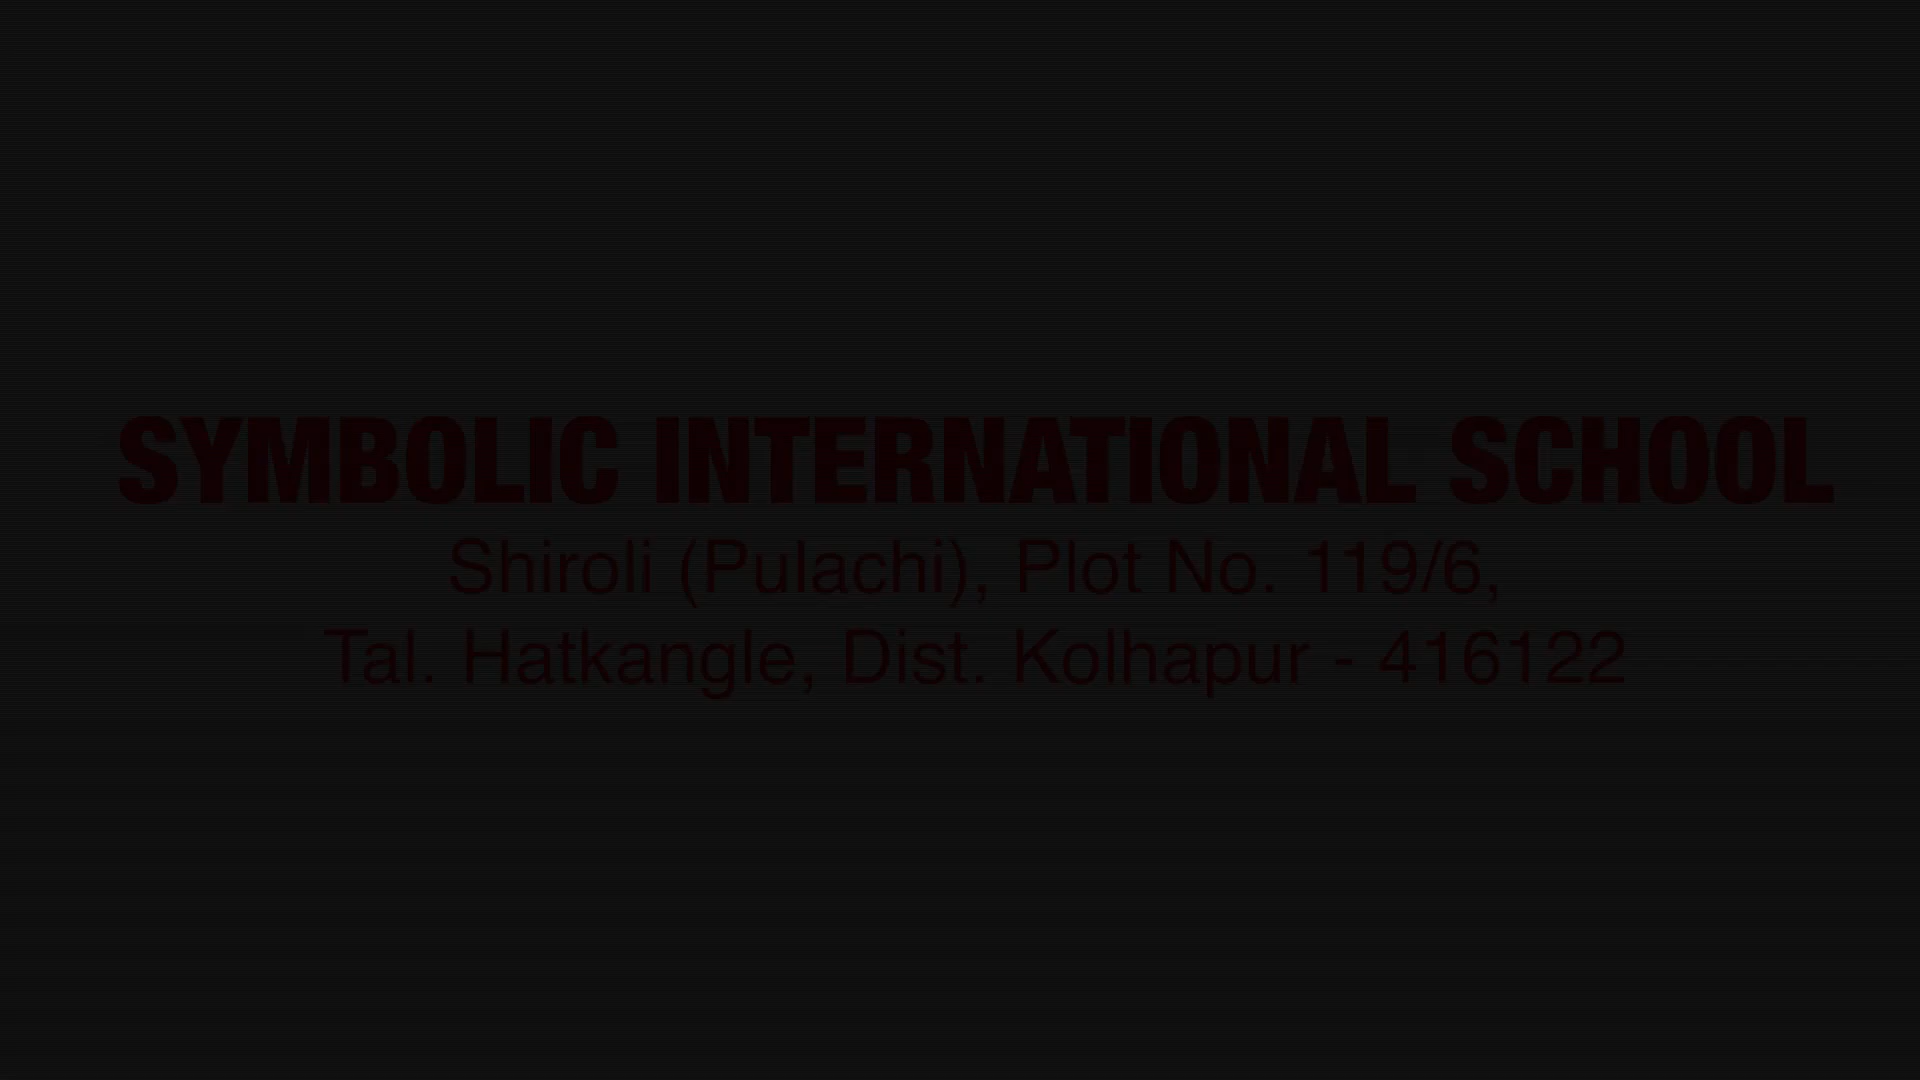 SYMBOLIC INTERNATIONAL SCHOOL
Shiroli (Pulachi), Plot No. 119/6,
Tal. Hatkangle, Dist. Kolhapur - 416122